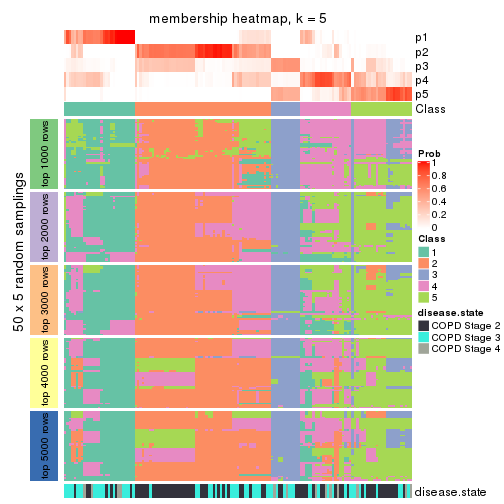 membership heatmap, k = 5
p1
p2
p3
p4
p5
Class
50 x 5 random samplings
top 1000 rows
top 2000 rows
top 3000 rows
top 4000 rows
top 5000 rows
Prob
1
0.8
0.6
0.4
0.2
0
Class
1
2
3
4
5
disease.state
COPD Stage 2
COPD Stage 3
COPD Stage 4
disease.state